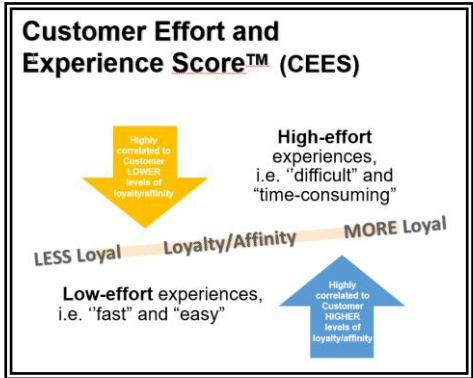 Customer Effort and
Experience Score™ (CEES)
Highly
correlated to
Customer
LOWER
levels of
loyalty/affinity
High-effort
experiences,
i.e. "difficult" and
"time-consuming"
LESS Loyal Loyalty/Affinity MORE Loyal
Low-effort experiences,
i.e. "fast" and "easy"
Highly
correlated to
Customer
HIGHER
levels of
loyalty/affinity